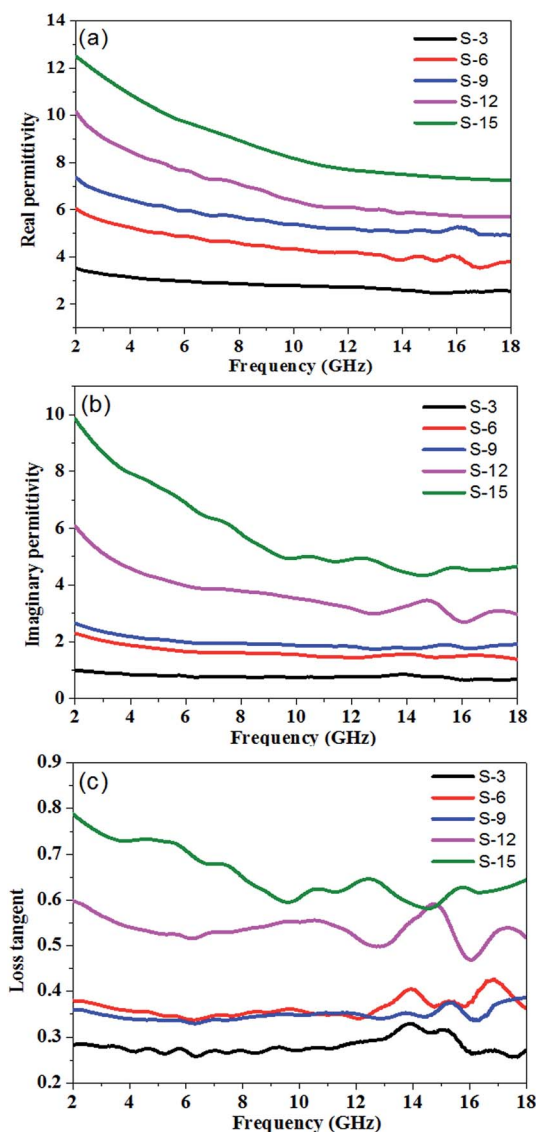 (a)
S-3
S-6
S-9
S-12
S-15
Real permittivity
14
12
10
8
6
4
2
2 4 6 8 10 12 14 16 18
Frequency (GHz)
(b)
S-3
S-6
S-9
S-12
S-15
Imaginary permittivity
10
8
6
4
2
0
2 4 6 8 10 12 14 16 18
Frequency (GHz)
(c)
S-3
S-6
S-9
S-12
S-15
Loss tangent
0.9
0.8
0.7
0.6
0.5
0.4
0.3
0.2
2 4 6 8 10 12 14 16 18
Frequency (GHz)